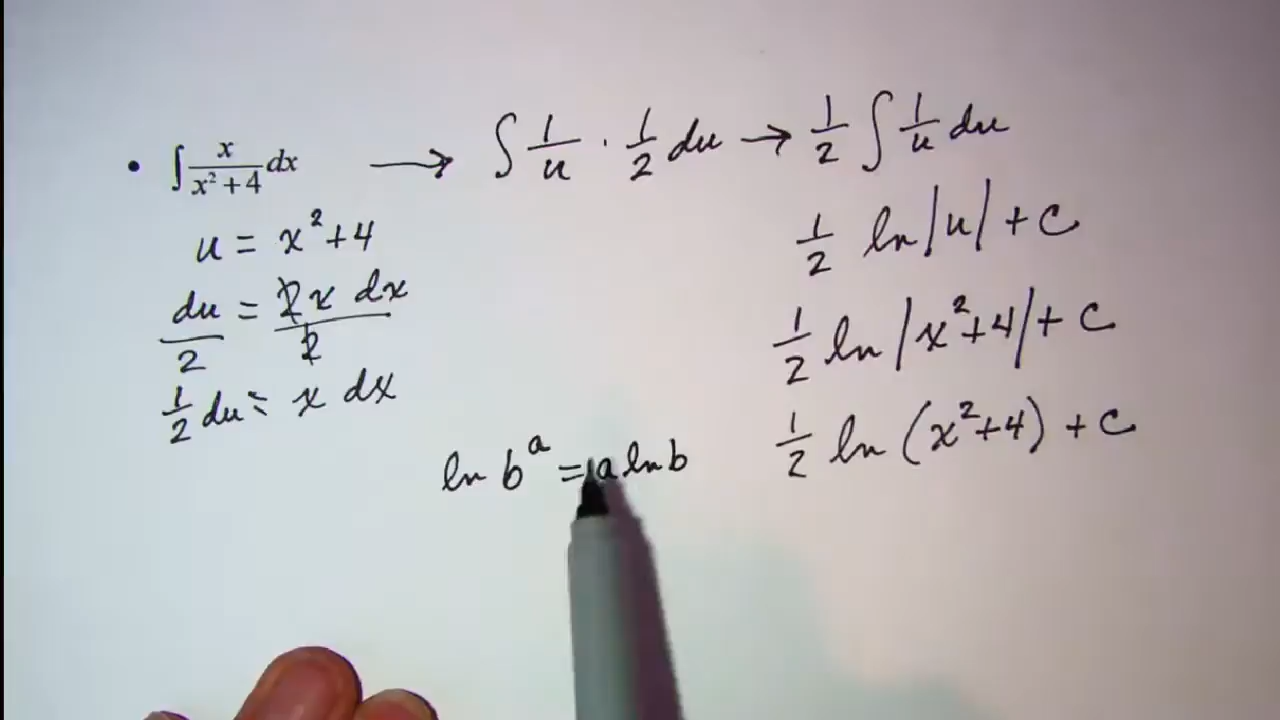 • ∫ x/(x² + 4) dx → ∫ 1/u · 1/2 du → 1/2 ∫ 1/u du
u = x² + 4
du/2 = 2x dx/2
1/2 du = x dx
1/2 ln |u| + c
1/2 ln |x² + 4| + c
1/2 ln (x² + 4) + c
ln b^a = a ln b